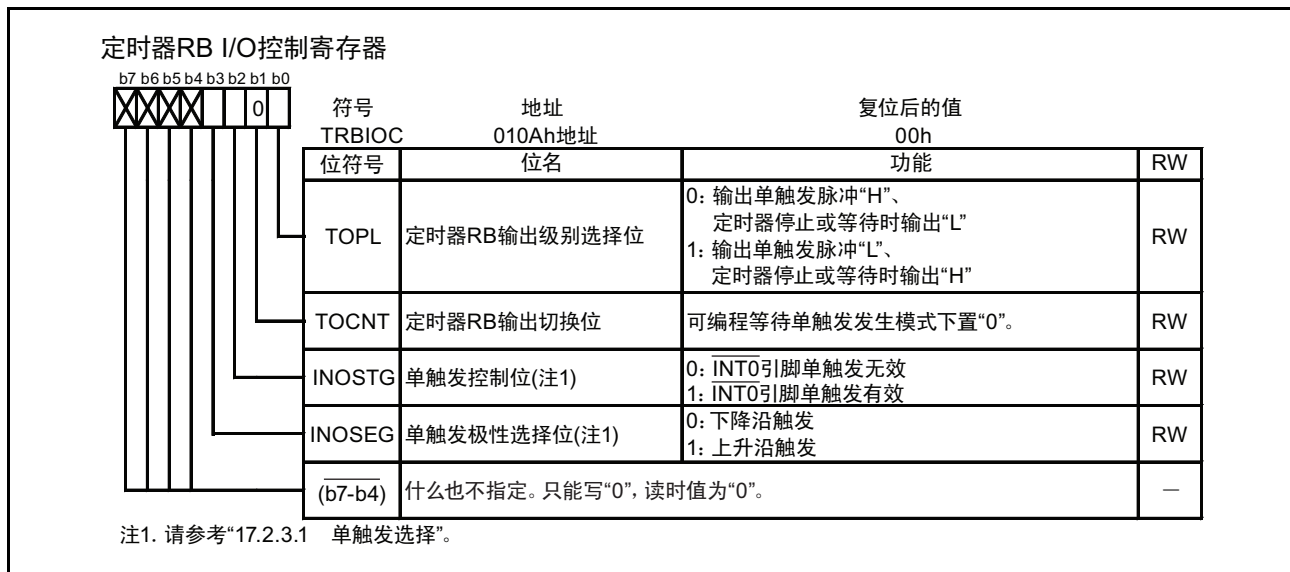 定时器RB I/O控制寄存器
b7 b6 b5 b4 b3 b2 b1 b0
0
符号 地址 复位后的值
TRBIOC 010Ah地址 00h
位符号 位名 功能 RW
TOPL 定时器RB输出级别选择位 RW
0: 输出单触发脉冲“H”、
定时器停止或等待时输出“L”
1: 输出单触发脉冲“L”、
定时器停止或等待时输出“H”
TOCNT 定时器RB输出切换位 可编程等待单触发发生模式下置“0”。 RW
INOSTG 单触发控制位(注1) RW
0: INT0引脚单触发无效
1: INT0引脚单触发有效
INOSEG 单触发极性选择位(注1) RW
0: 下降沿触发
1: 上升沿触发
(b7-b4) 什么也不指定。只能写“0”，读时值为“0”。 —
注1. 请参考“17.2.3.1 单触发选择”。